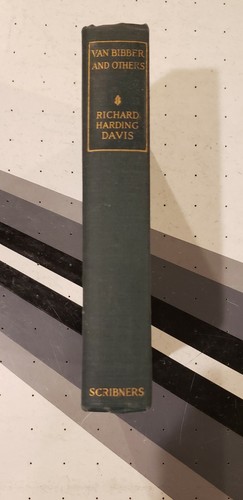 VAN BIBBER
AND OTHERS
RICHARD
HARDING
DAVIS
SCRIBNERS